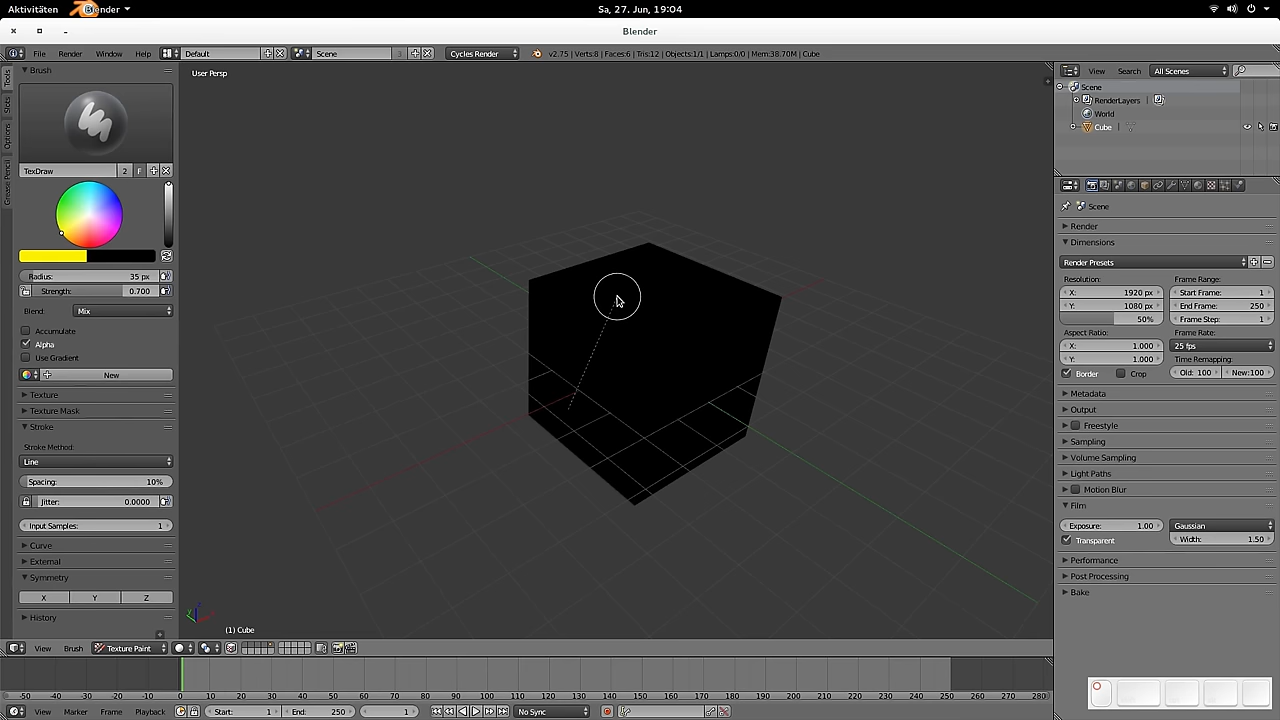 Aktivitäten Blender Sa, 27. Jun, 19:04
Blender
File Render Window Help Default Scene 3 Cycles Render v2.75 | Verts:8 | Faces:6 | Tris:12 | Objects:1/1 | Lamps:0/0 | Mem:38.70M | Cube
Tools
Slots
Options
Grease Pencil
Brush
TexDraw 2 F
Radius: 35 px
Strength: 0.700
Blend: Mix
Accumulate
Alpha
Use Gradient
New
Texture
Texture Mask
Stroke
Stroke Method:
Line
Spacing: 10%
Jitter: 0.0000
Input Samples: 1
Curve
External
Symmetry
X Y Z
History
User Persp
(1) Cube
View Brush Texture Paint
-50 -40 -30 -20 -10 0 10 20 30 40 50 60 70 80 90 100 110 120 130 140 150 160 170 180 190 200 210 220 230 240 250 260 270 280
View Marker Frame Playback Start: 1 End: 250 1 No Sync
View Search All Scenes
Scene
RenderLayers
World
Cube
Scene
Render
Dimensions
Render Presets
Resolution: Frame Range:
X: 1920 px Start Frame: 1
Y: 1080 px End Frame: 250
50% Frame Step: 1
Aspect Ratio: Frame Rate:
X: 1.000 25 fps
Y: 1.000 Time Remapping:
Border Crop Old: 100 New:100
Metadata
Output
Freestyle
Sampling
Volume Sampling
Light Paths
Motion Blur
Film
Exposure: 1.00 Gaussian
Transparent Width: 1.50
Performance
Post Processing
Bake